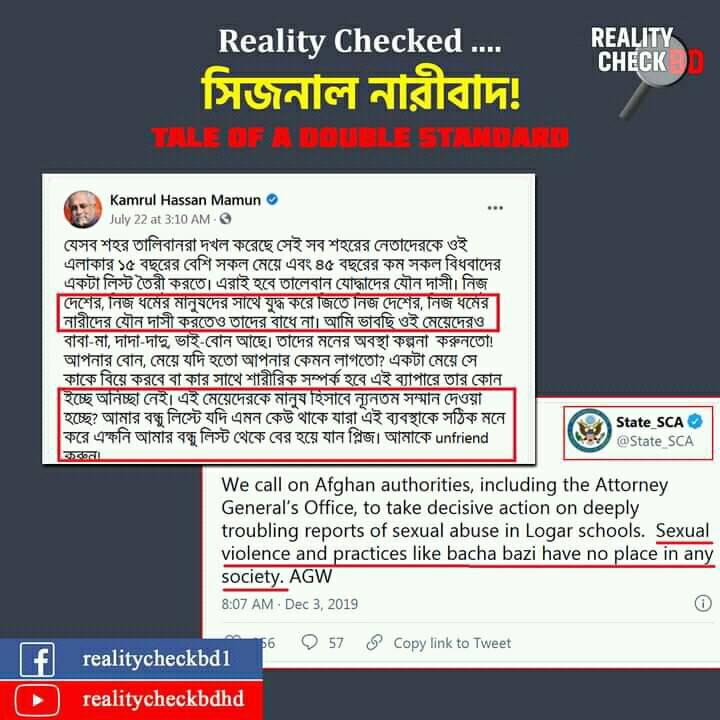 Reality Checked ....
REALITY
CHECKBD
সিজনাল নারীবাদ!
TALE OF A DOUBLE STANDARD
Kamrul Hassan Mamun
July 22 at 3:10 AM ·
যেসব শহর তালিবানরা দখল করেছে সেই সব শহরের নেতাদেরকে ওই
এলাকার ১৫ বছরের বেশি সকল মেয়ে এবং ৪৫ বছরের কম সকল বিধবাদের
একটা লিস্ট তৈরী করতে। এরাই হবে তালেবান যোদ্ধাদের যৌন দাসী। নিজ
দেশের, নিজ ধর্মের মানুষদের সাথে যুদ্ধ করে জিতে নিজ দেশের, নিজ ধর্মের
নারীদের যৌন দাসী করতেও তাদের বাধে না। আমি ভাবছি ওই মেয়েদেরও
বাবা-মা, দাদা-দাদু, ভাই-বোন আছে। তাদের মনের অবস্থা কল্পনা করুনতো!
আপনার বোন, মেয়ে যদি হতো আপনার কেমন লাগতো? একটা মেয়ে সে
কাকে বিয়ে করবে বা কার সাথে শারীরিক সম্পর্ক হবে এই ব্যাপারে তার কোন
ইচ্ছে অনিচ্ছা নেই। এই মেয়েদেরকে মানুষ হিসাবে ন্যূনতম সম্মান দেওয়া
হচ্ছে? আমার বন্ধু লিস্টে যদি এমন কেউ থাকে যারা এই ব্যবস্থাকে সঠিক মনে
করে এক্ষনি আমার বন্ধু লিস্ট থেকে বের হয়ে যান প্লিজ। আমাকে unfriend
করুন।
State_SCA
@State_SCA
We call on Afghan authorities, including the Attorney
General's Office, to take decisive action on deeply
troubling reports of sexual abuse in Logar schools. Sexual
violence and practices like bacha bazi have no place in any
society. AGW
8:07 AM · Dec 3, 2019
57 Copy link to Tweet
realitycheckbd1
realitycheckbdhd